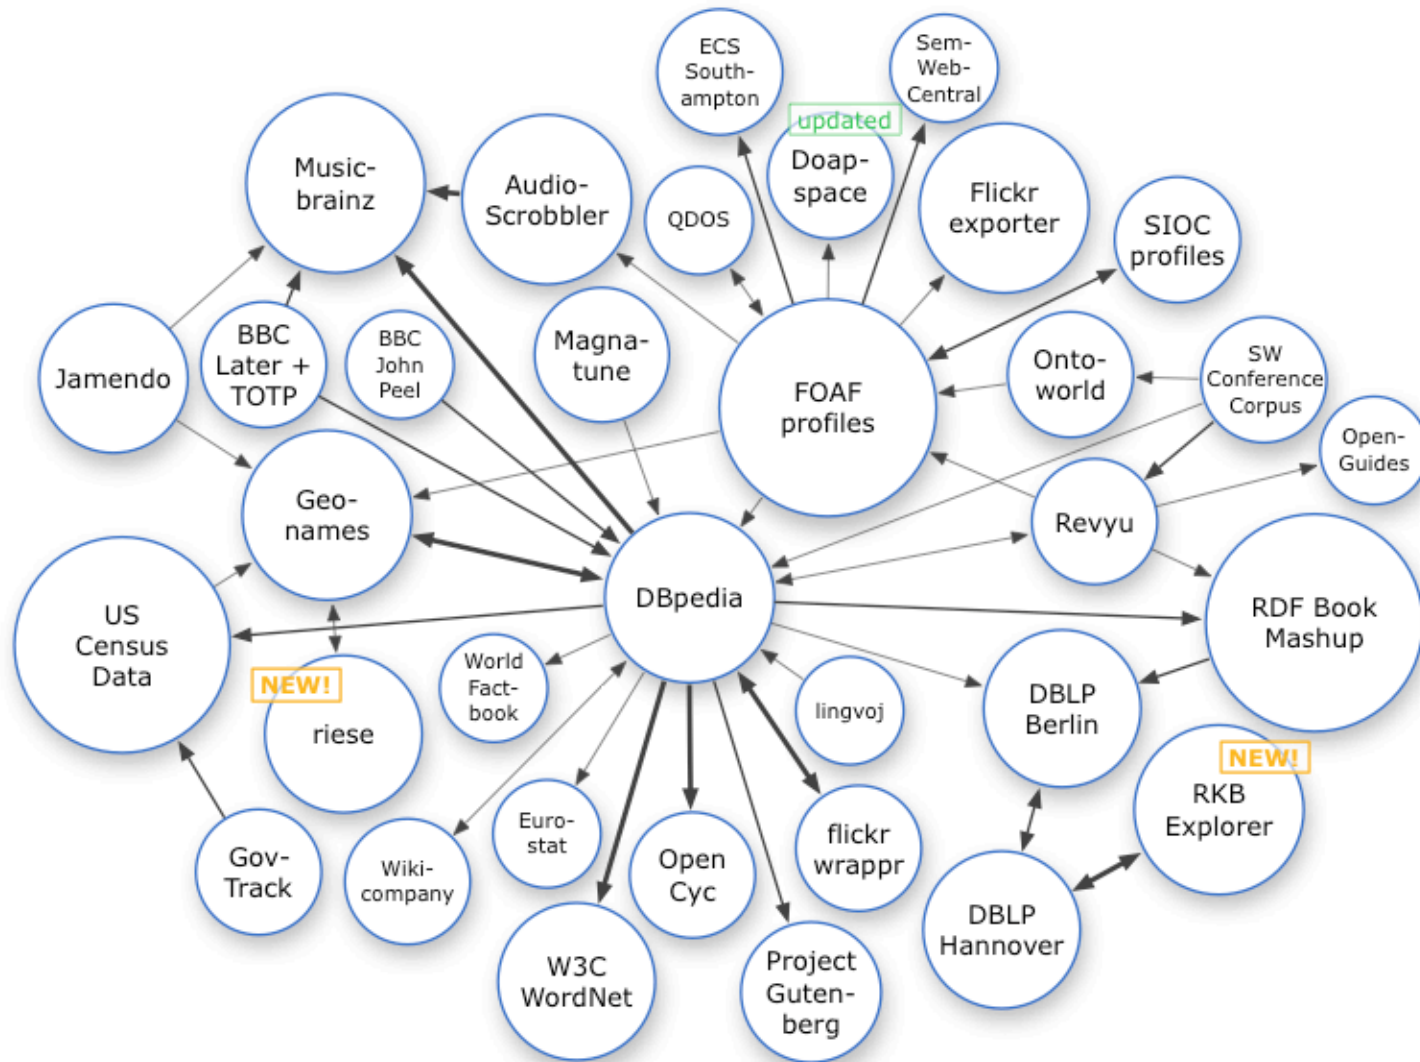 ECS
South-
ampton
Sem-
Web-
Central
updated
Doap-
space
Music-
brainz
Audio-
Scrobbler
QDOS
Flickr
exporter
SIOC
profiles
Jamendo
BBC
Later +
TOTP
BBC
John
Peel
Magna-
tune
FOAF
profiles
Onto-
world
SW
Conference
Corpus
Open-
Guides
Geo-
names
Revyu
DBpedia
US
Census
Data
RDF Book
Mashup
NEW!
riese
World
Fact-
book
lingvoj
DBLP
Berlin
NEW!
RKB
Explorer
Gov-
Track
Wiki-
company
Euro-
stat
Open
Cyc
flickr
wrappr
DBLP
Hannover
W3C
WordNet
Project
Guten-
berg